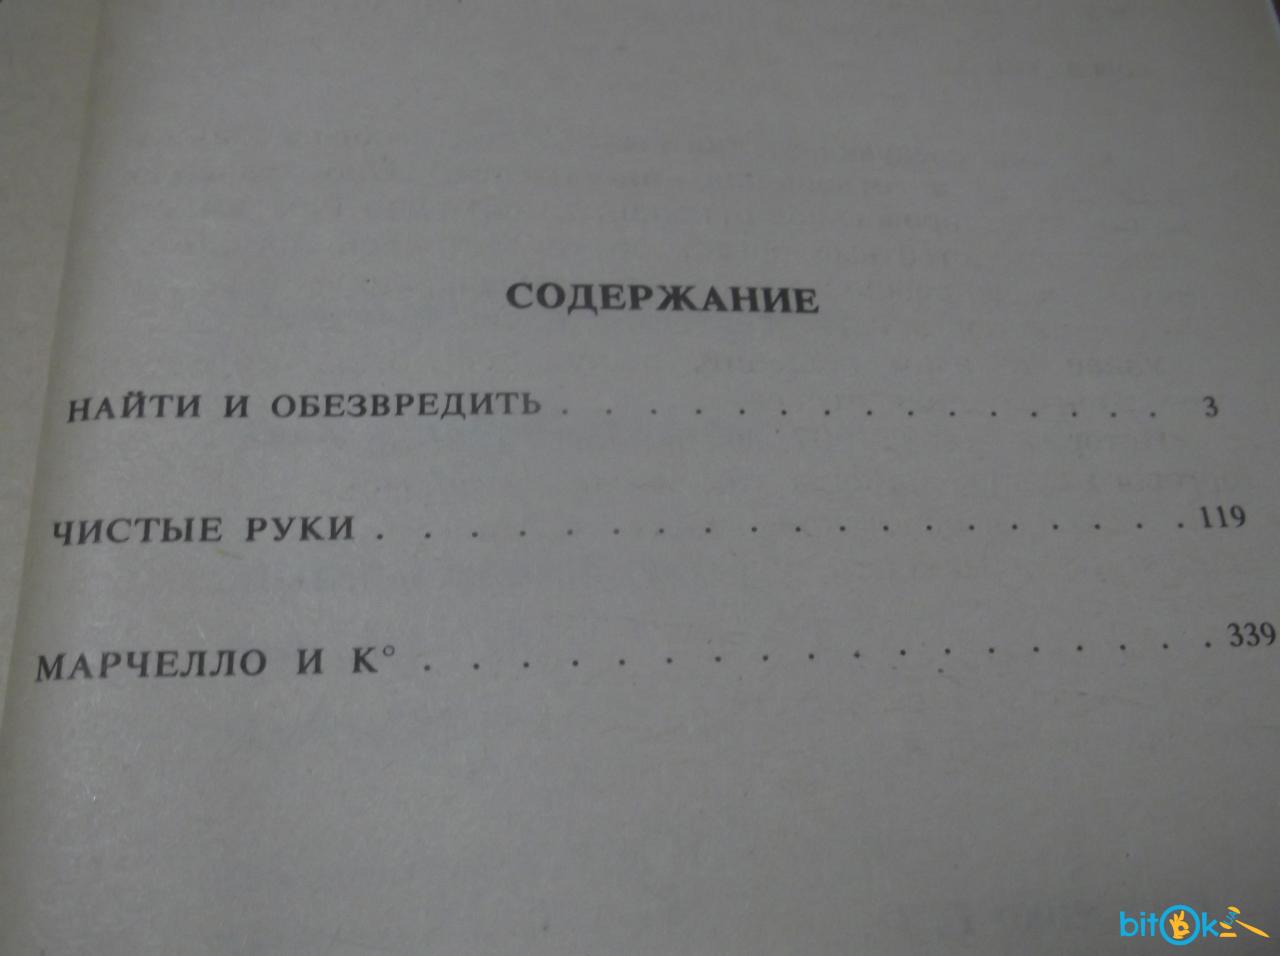 СОДЕРЖАНИЕ
НАЙТИ И ОБЕЗВРЕДИТЬ . . . . . . . . . . . . . . . . 3
ЧИСТЫЕ РУКИ . . . . . . . . . . . . . . . . . . 119
МАРЧЕЛЛО И К° . . . . . . . . . . . . . . . . . 339
bitOk